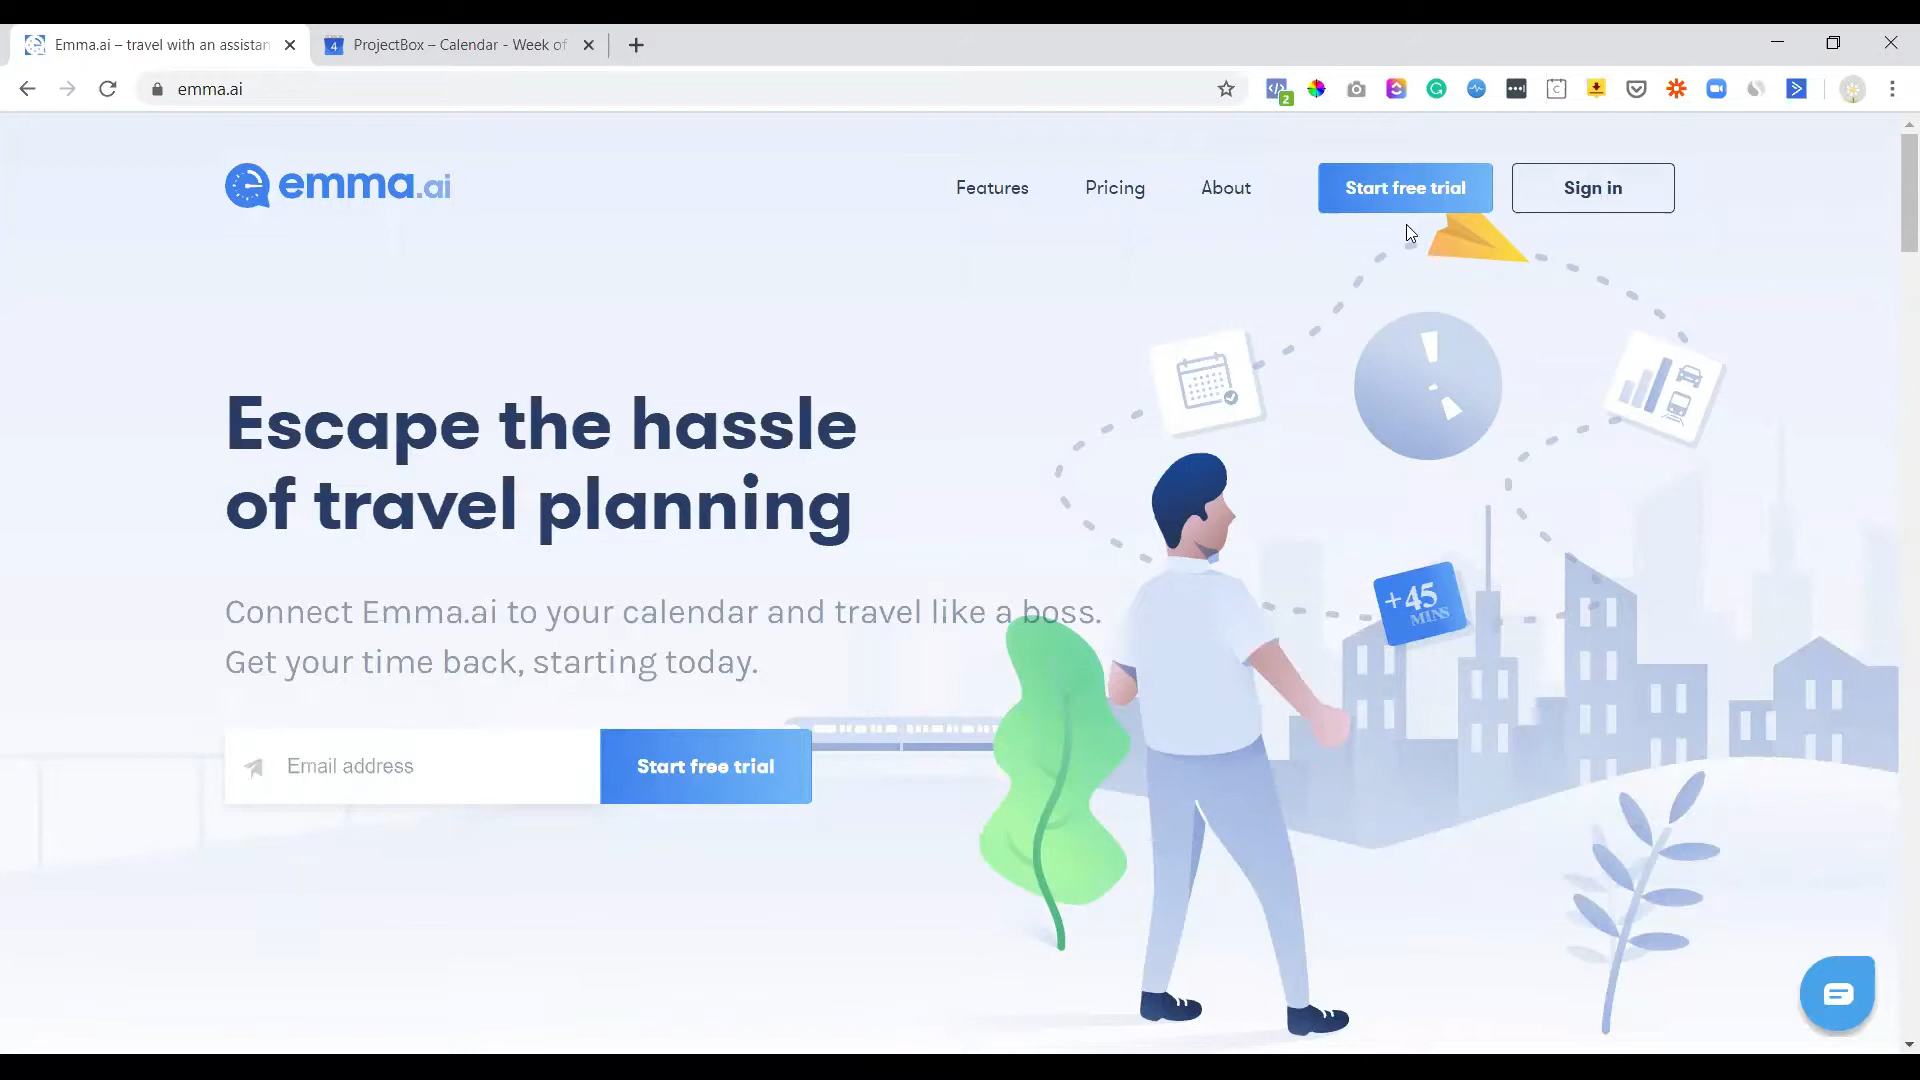 Emma.ai – travel with an assistan
4
ProjectBox – Calendar - Week of
emma.ai
2
C
emma.ai
Features
Pricing
About
Start free trial
Sign in
Escape the hassle
of travel planning
Connect Emma.ai to your calendar and travel like a boss.
Get your time back, starting today.
+45
MINS
Email address
Start free trial